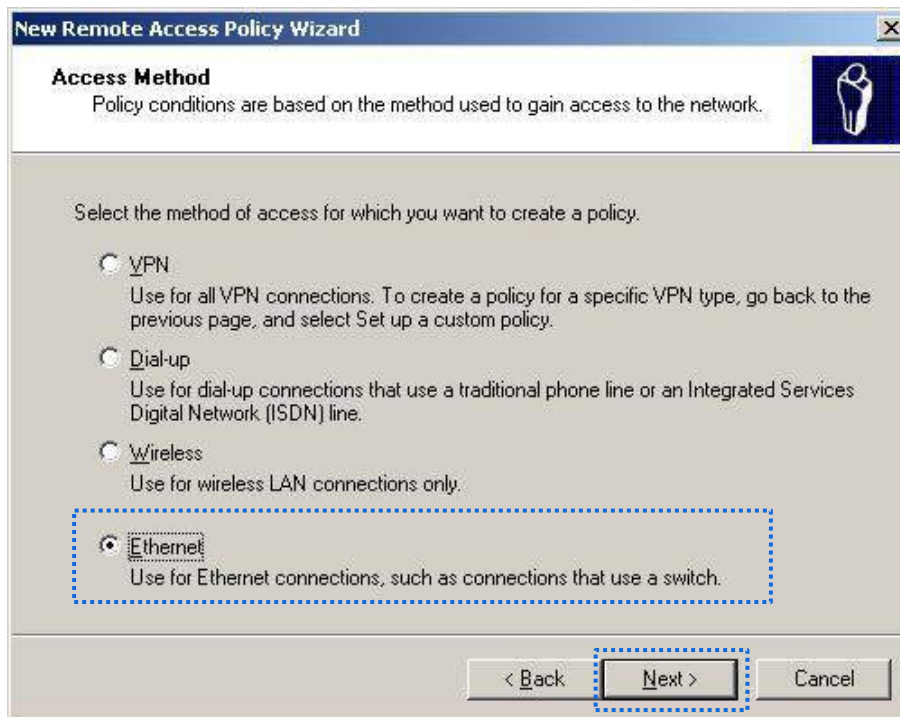 New Remote Access Policy Wizard
Access Method
Policy conditions are based on the method used to gain access to the network.
Select the method of access for which you want to create a policy.
VPN
Use for all VPN connections. To create a policy for a specific VPN type, go back to the
previous page, and select Set up a custom policy.
Dial-up
Use for dial-up connections that use a traditional phone line or an Integrated Services
Digital Network (ISDN) line.
Wireless
Use for wireless LAN connections only.
Ethernet
Use for Ethernet connections, such as connections that use a switch.
< Back Next > Cancel